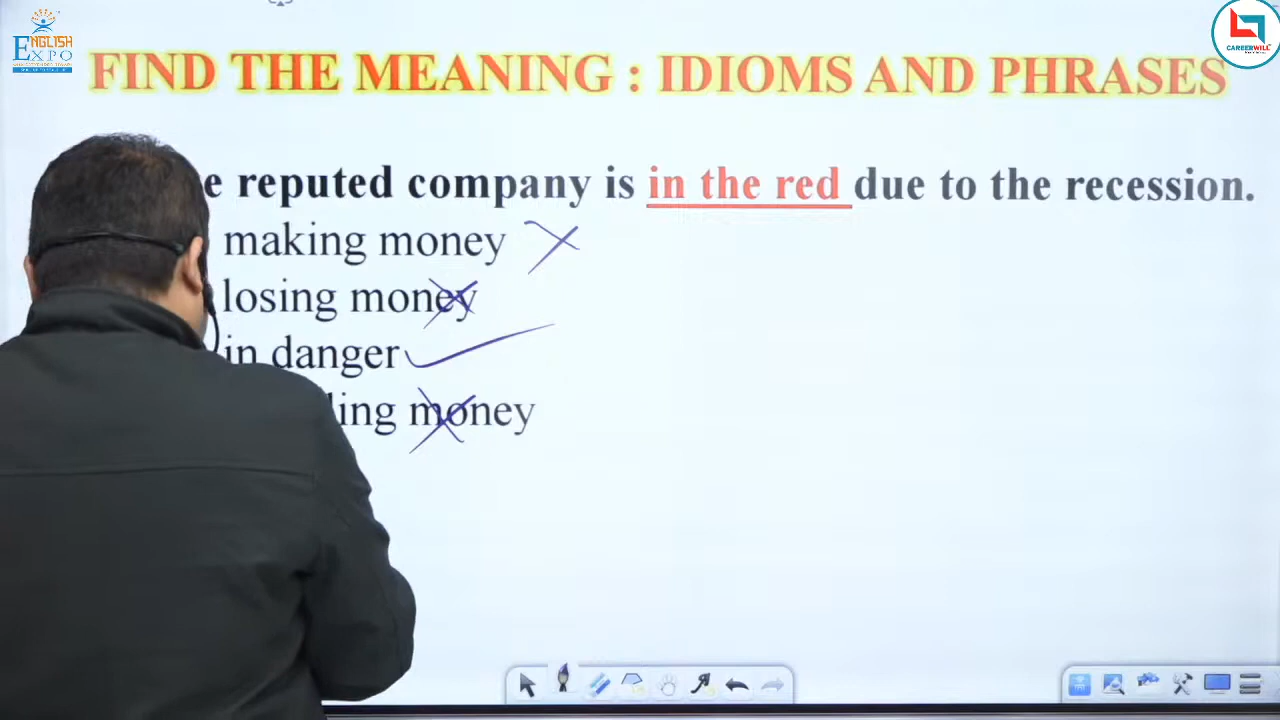 ENGLISH
EXPO
CAREERWILL
FIND THE MEANING : IDIOMS AND PHRASES
reputed company is in the red due to the recession.
making money
losing money
in danger
money